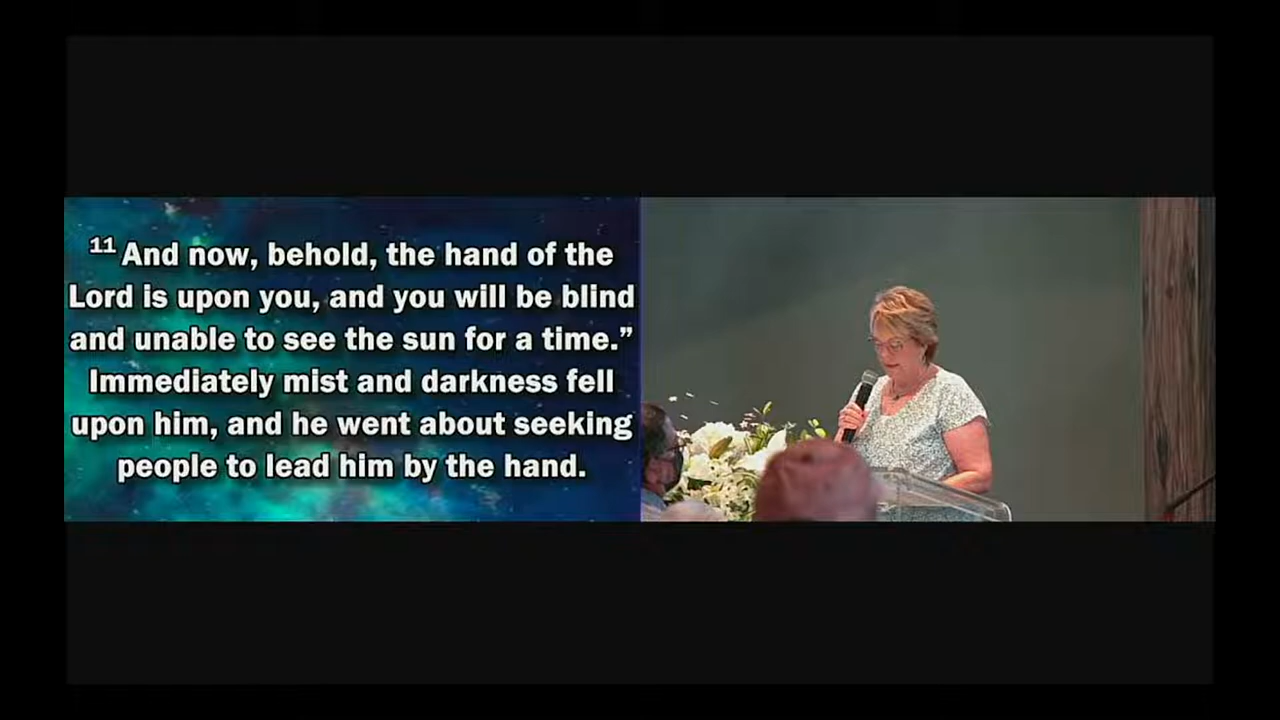 11 And now, behold, the hand of the
Lord is upon you, and you will be blind
and unable to see the sun for a time.”
Immediately mist and darkness fell
upon him, and he went about seeking
people to lead him by the hand.